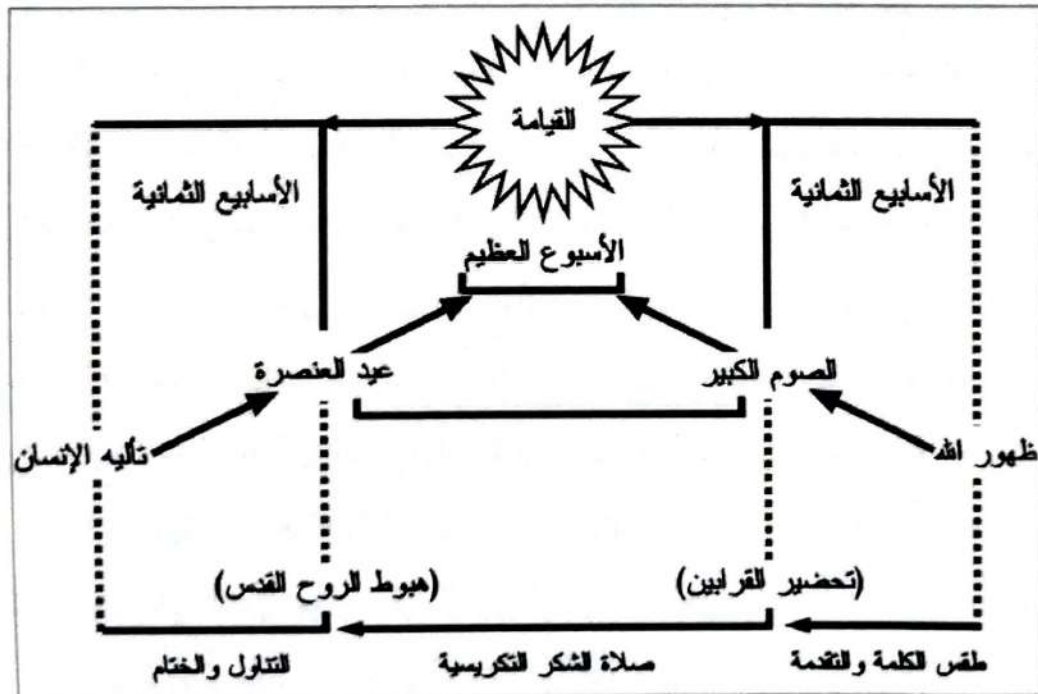 القيامة
الأسابيع الثمانية
الأسابيع الثمانية
الأسبوع العظيم
الصوم الكبير
عيد العنصرة
ظهور الله
تأليه الإنسان
(تحضير القرابين)
(هبوط الروح القدس)
طقس الكلمة والتقدمة
صلاة الشكر التكريسية
التناول والختام